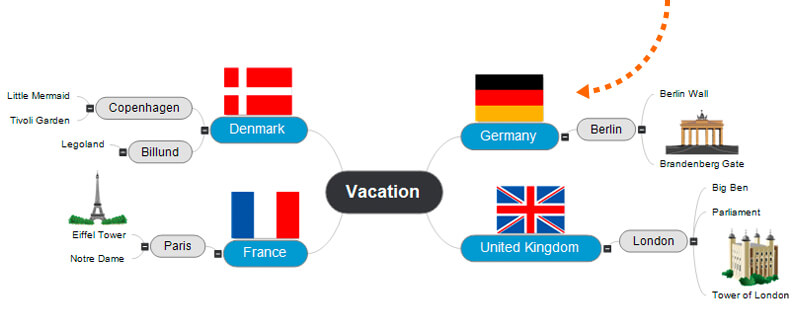 Vacation
Denmark
Copenhagen
Little Mermaid
Tivoli Garden
Billund
Legoland
France
Paris
Eiffel Tower
Notre Dame
Germany
Berlin
Berlin Wall
Brandenberg Gate
United Kingdom
London
Big Ben
Parliament
Tower of London